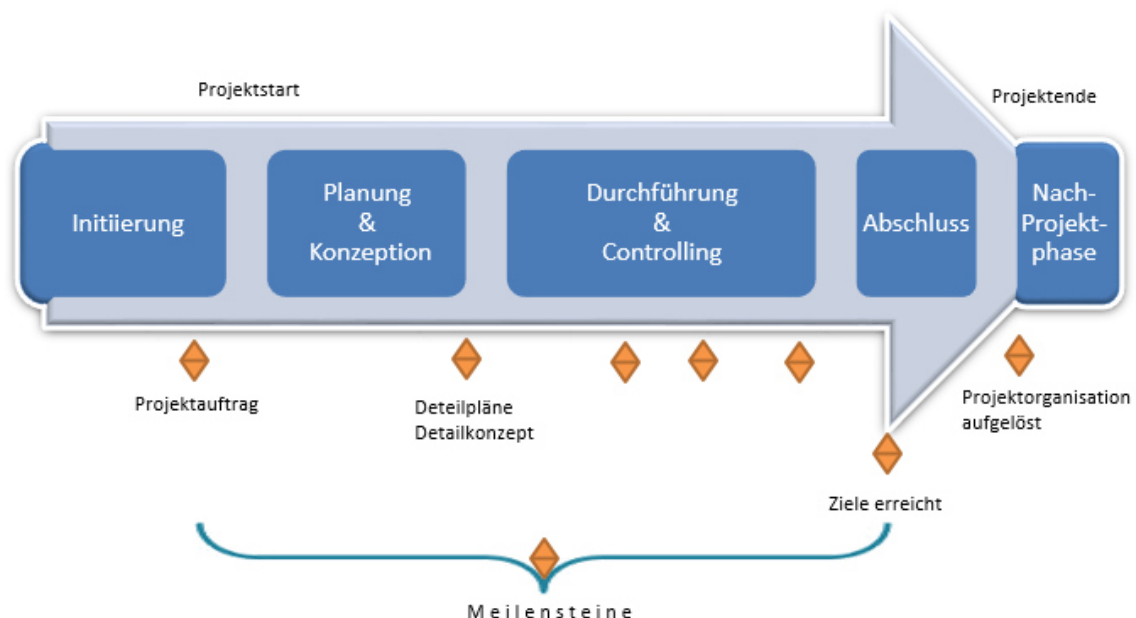 Projektstart
Projektende
Initiierung
Planung
&
Konzeption
Durchführung
&
Controlling
Abschluss
Nach-
Projekt-
phase
Projektauftrag
Deteilpläne
Detailkonzept
Projektorganisation
aufgelöst
Ziele erreicht
Meilensteine